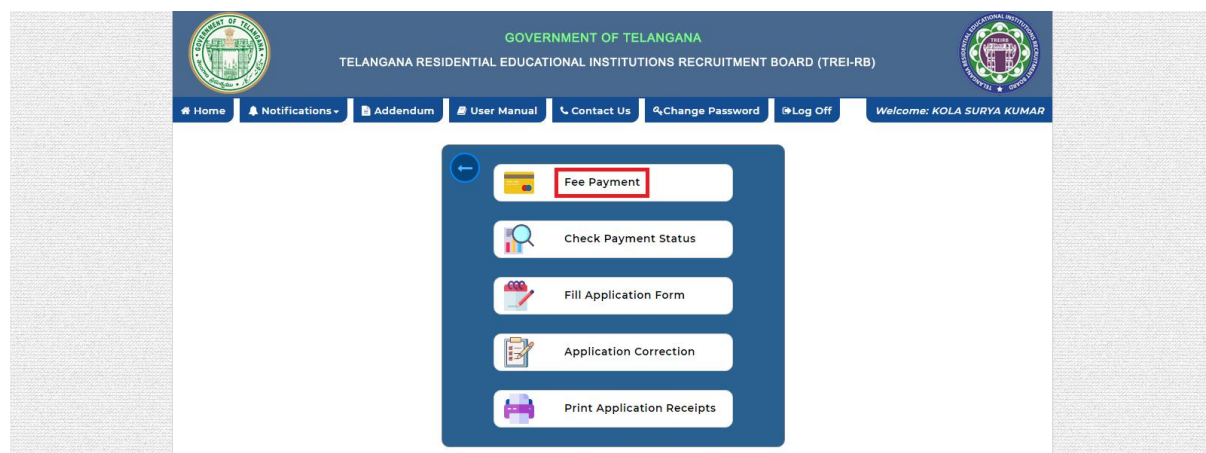 GOVERNMENT OF TELANGANA
TELANGANA RESIDENTIAL EDUCATIONAL INSTITUTIONS RECRUITMENT BOARD (TREI-RB)
Home Notifications Addendum User Manual Contact Us Change Password Log Off Welcome: KOLA SURYA KUMAR
Fee Payment
Check Payment Status
Fill Application Form
Application Correction
Print Application Receipts